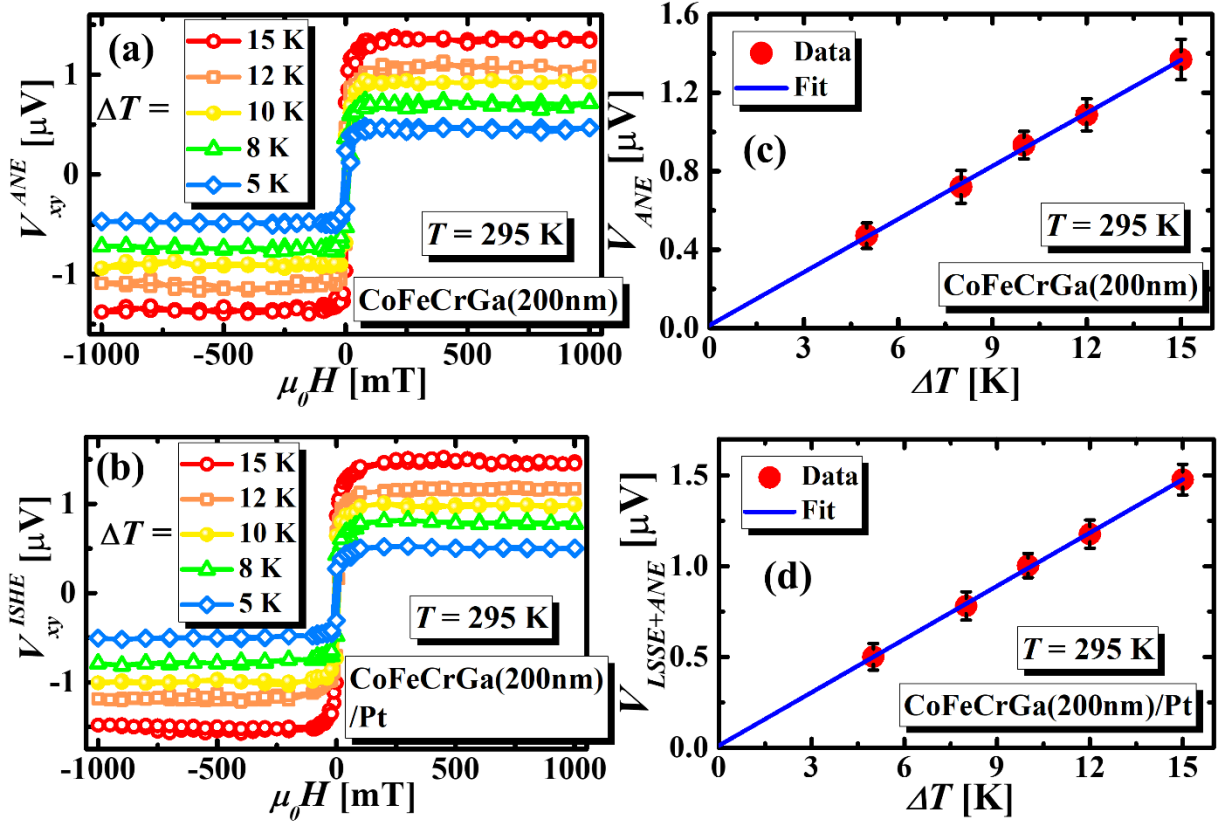 (a)
15 K
12 K
ΔT = 10 K
8 K
5 K
T = 295 K
CoFeCrGa(200nm)
V_xy^ANE [μV]
1
0
-1
-1000 -500 0 500 1000
μ₀H [mT]
Data
Fit
(c)
T = 295 K
CoFeCrGa(200nm)
V_ANE [μV]
1.6
1.2
0.8
0.4
0.0
0 3 6 9 12 15
ΔT [K]
(b)
15 K
12 K
ΔT = 10 K
8 K
5 K
T = 295 K
CoFeCrGa(200nm)
/Pt
V_xy^ISHE [μV]
1
0
-1
-1000 -500 0 500 1000
μ₀H [mT]
Data
Fit
(d)
T = 295 K
CoFeCrGa(200nm)/Pt
V_LSSE+ANE [μV]
1.5
1.0
0.5
0.0
0 3 6 9 12 15
ΔT [K]